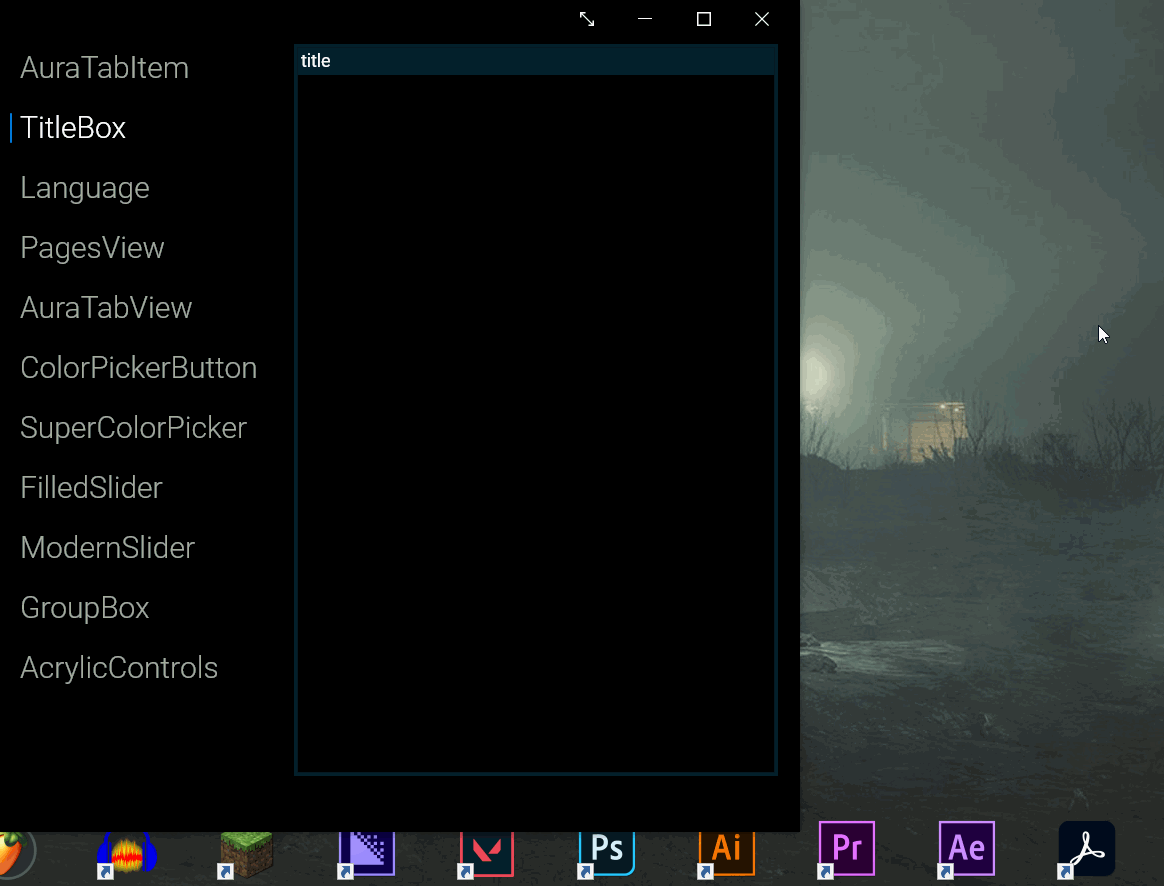 AuraTabItem
TitleBox
Language
PagesView
AuraTabView
ColorPickerButton
SuperColorPicker
FilledSlider
ModernSlider
GroupBox
AcrylicControls
title
Ps
Ai
Pr
Ae